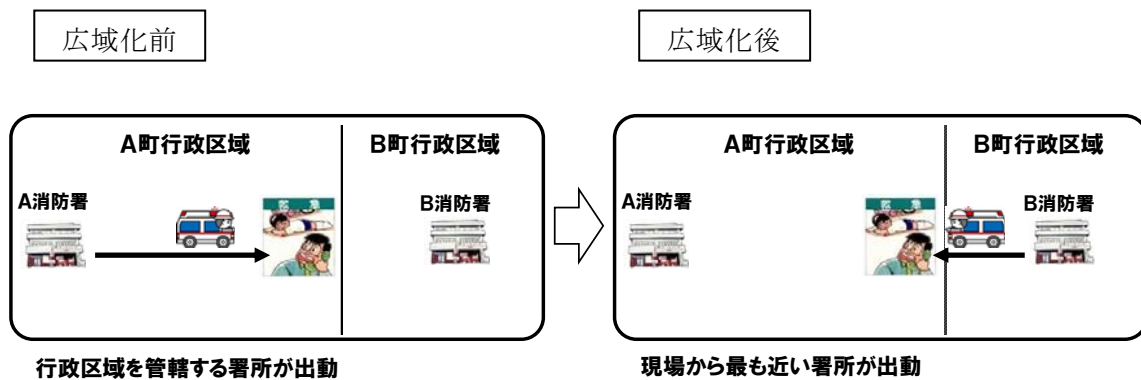 広域化前
広域化後
A町行政区域
B町行政区域
A消防署
B消防署
行政区域を管轄する署所が出動
A町行政区域
B町行政区域
A消防署
B消防署
現場から最も近い署所が出動